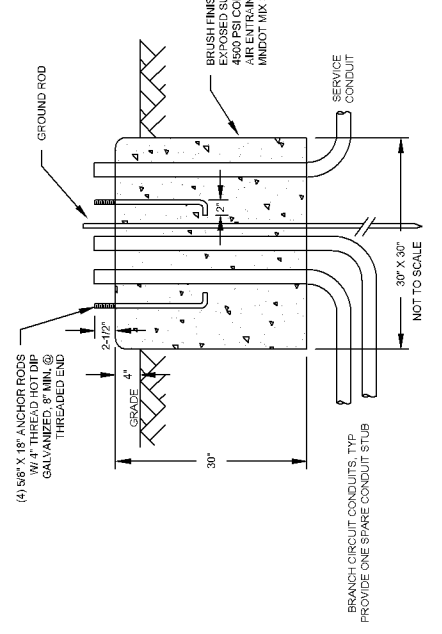 (4) 5/8" X 18" ANCHOR RODS
W/ 4" THREAD HOT DIP
GALVANIZED, 8" MIN. @
THREADED END
GROUND ROD
BRUSH FINIS
EXPOSED SU
4500 PSI CO
AIR ENTRAIN
MNDOT MIX
2-1/2"
4"
GRADE
2"
30"
SERVICE
CONDUIT
BRANCH CIRCUIT CONDUITS, TYP
PROVIDE ONE SPARE CONDUIT STUB
30" X 30"
NOT TO SCALE